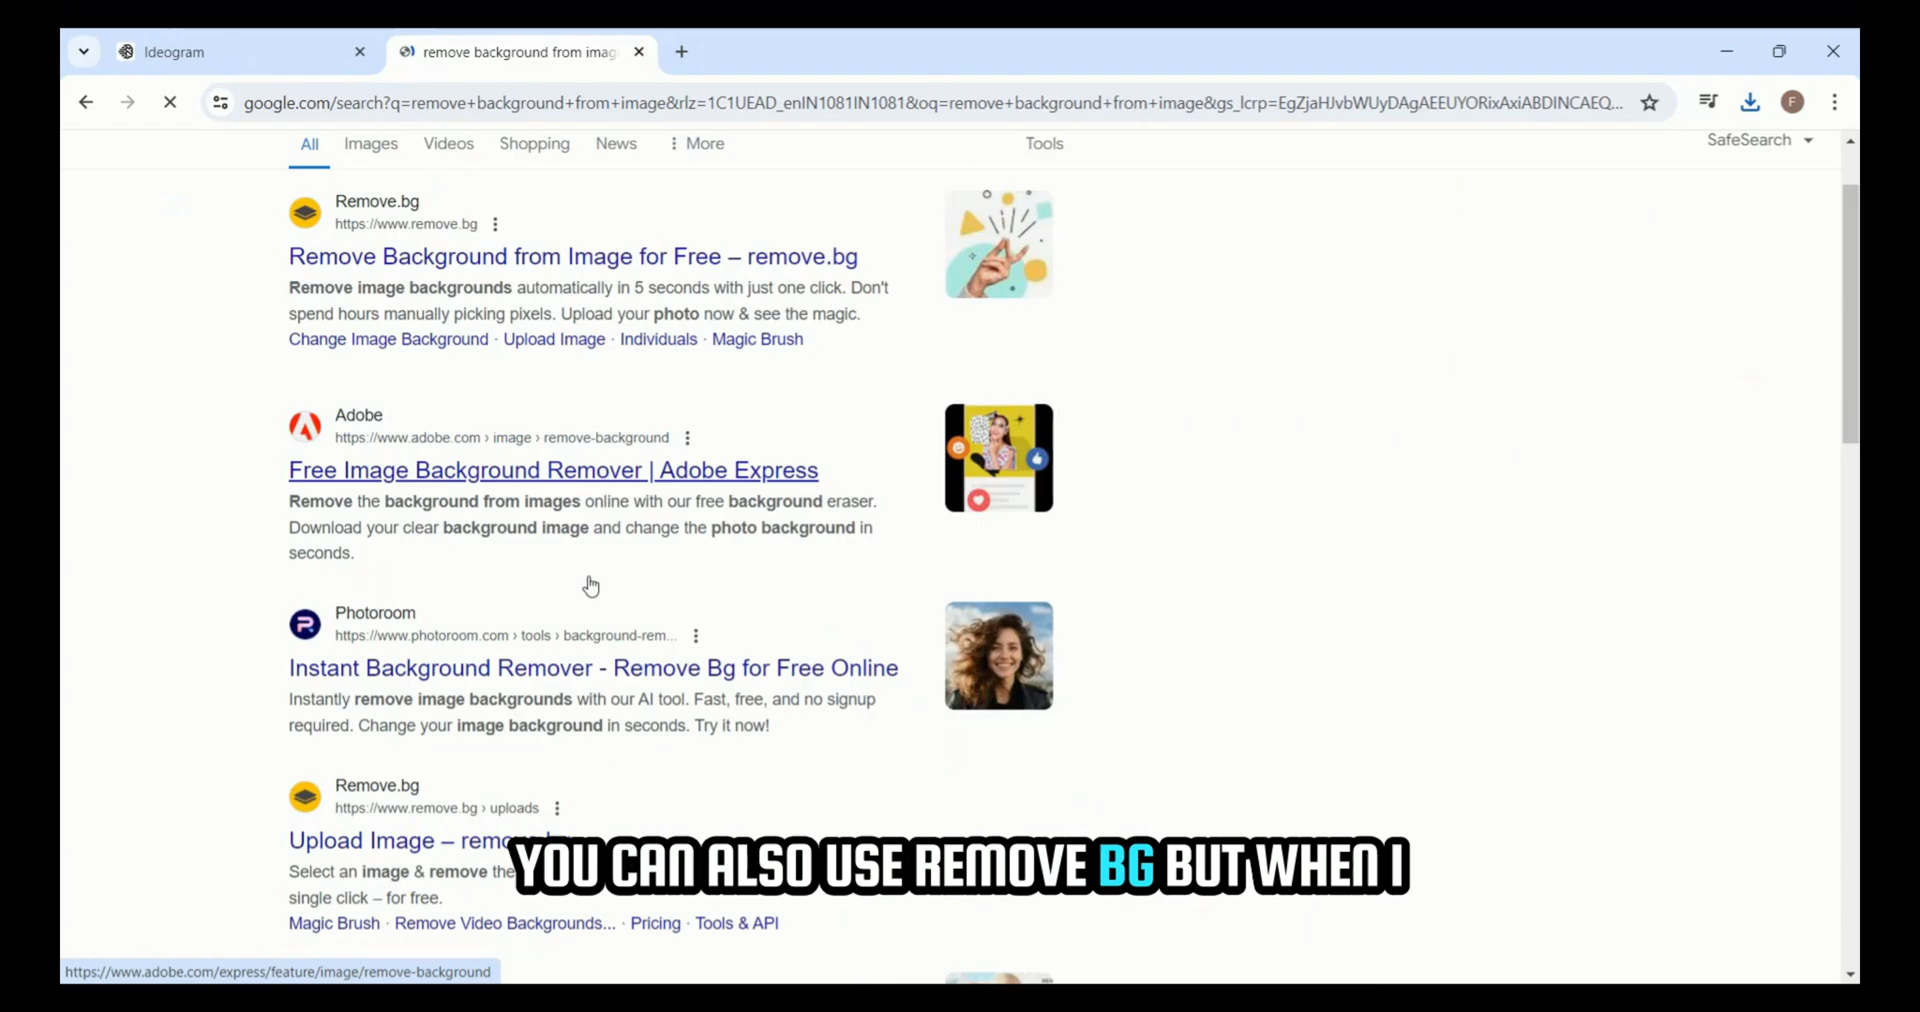 Ideogram
remove background from imag
google.com/search?q=remove+background+from+image&rlz=1C1UEAD_enIN1081IN1081&oq=remove+background+from+image&gs_lcrp=EgZjaHJvbWUyDAgAEEUYORixAxiABDINCAEQ...
F
All Images Videos Shopping News More Tools SafeSearch
Remove.bg
https://www.remove.bg
Remove Background from Image for Free – remove.bg
Remove image backgrounds automatically in 5 seconds with just one click. Don't
spend hours manually picking pixels. Upload your photo now & see the magic.
Change Image Background · Upload Image · Individuals · Magic Brush
Adobe
https://www.adobe.com › image › remove-background
Free Image Background Remover | Adobe Express
Remove the background from images online with our free background eraser.
Download your clear background image and change the photo background in
seconds.
Photoroom
https://www.photoroom.com › tools › background-rem...
Instant Background Remover - Remove Bg for Free Online
Instantly remove image backgrounds with our AI tool. Fast, free, and no signup
required. Change your image background in seconds. Try it now!
Remove.bg
https://www.remove.bg › uploads
Upload Image –
Select an image & remove the
YOU CAN ALSO USE REMOVE BG BUT WHEN I
single click – for free.
Magic Brush · Remove Video Backgrounds... · Pricing · Tools & API
https://www.adobe.com/express/feature/image/remove-background